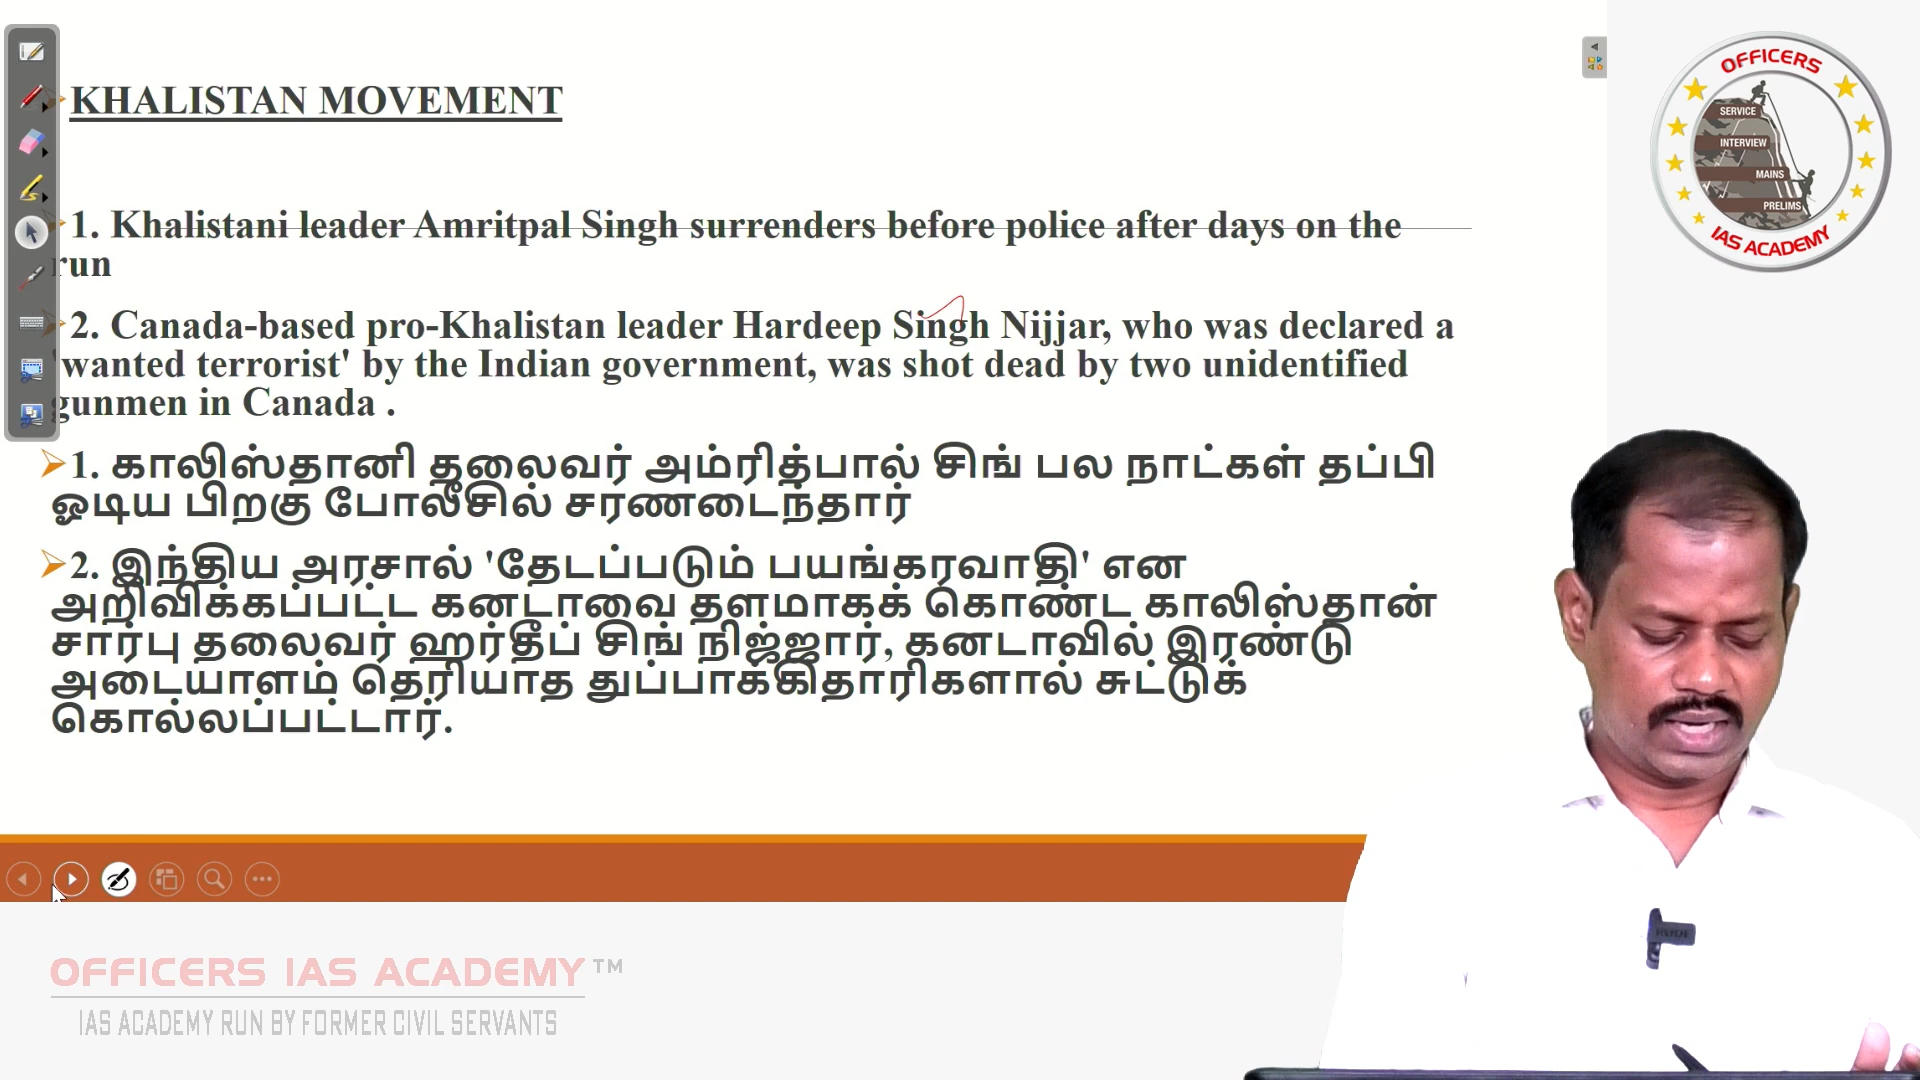 KHALISTAN MOVEMENT
1. Khalistani leader Amritpal Singh surrenders before police after days on the
run
2. Canada-based pro-Khalistan leader Hardeep Singh Nijjar, who was declared a
'wanted terrorist' by the Indian government, was shot dead by two unidentified
gunmen in Canada .
1. காலிஸ்தானி தலைவர் அம்ரித்பால் சிங் பல நாட்கள் தப்பி
ஓடிய பிறகு போலீசில் சரணடைந்தார்
2. இந்திய அரசால் 'தேடப்படும் பயங்கரவாதி' என
அறிவிக்கப்பட்ட கனடாவை தளமாகக் கொண்ட காலிஸ்தான்
சார்பு தலைவர் ஹர்தீப் சிங் நிஜ்ஜார், கனடாவில் இரண்டு
அடையாளம் தெரியாத துப்பாக்கிதாரிகளால் சுட்டுக்
கொல்லப்பட்டார்.
OFFICERS
SERVICE
INTERVIEW
MAINS
PRELIMS
IAS ACADEMY
RODE
OFFICERS IAS ACADEMY™
IAS ACADEMY RUN BY FORMER CIVIL SERVANTS